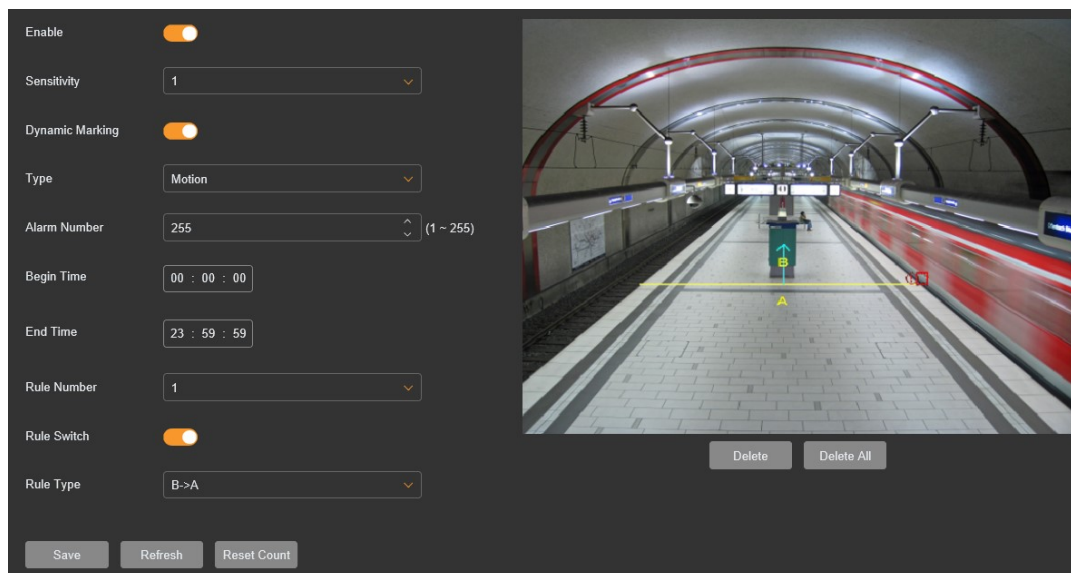 Enable
Sensitivity 1
Dynamic Marking
Type Motion
Alarm Number 255 (1 ~ 255)
Begin Time 00 : 00 : 00
End Time 23 : 59 : 59
Rule Number 1
Rule Switch
Rule Type B->A
Save Refresh Reset Count
B
A
Delete Delete All